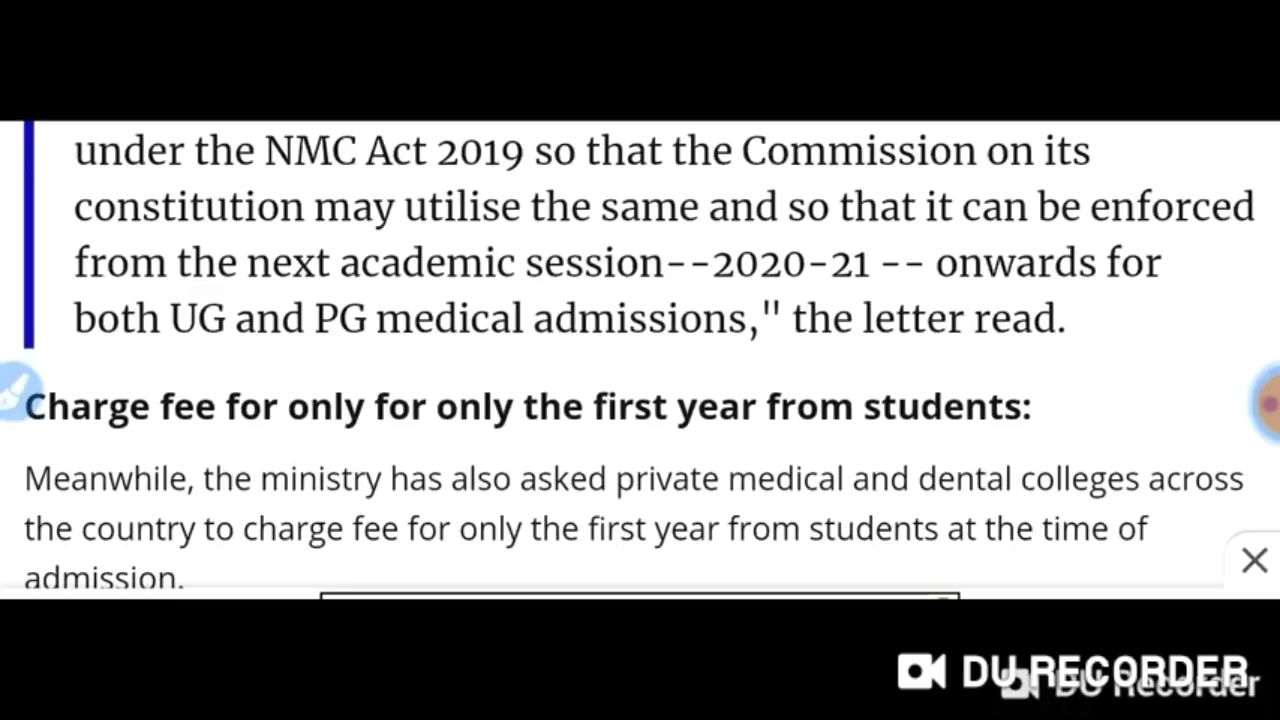 under the NMC Act 2019 so that the Commission on its
constitution may utilise the same and so that it can be enforced
from the next academic session--2020-21 -- onwards for
both UG and PG medical admissions," the letter read.
Charge fee for only for only the first year from students:
Meanwhile, the ministry has also asked private medical and dental colleges across
the country to charge fee for only the first year from students at the time of
admission.
DU RECORDER
DU Recorder